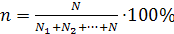 n = N / (N₁+N₂+⋯+N) · 100%